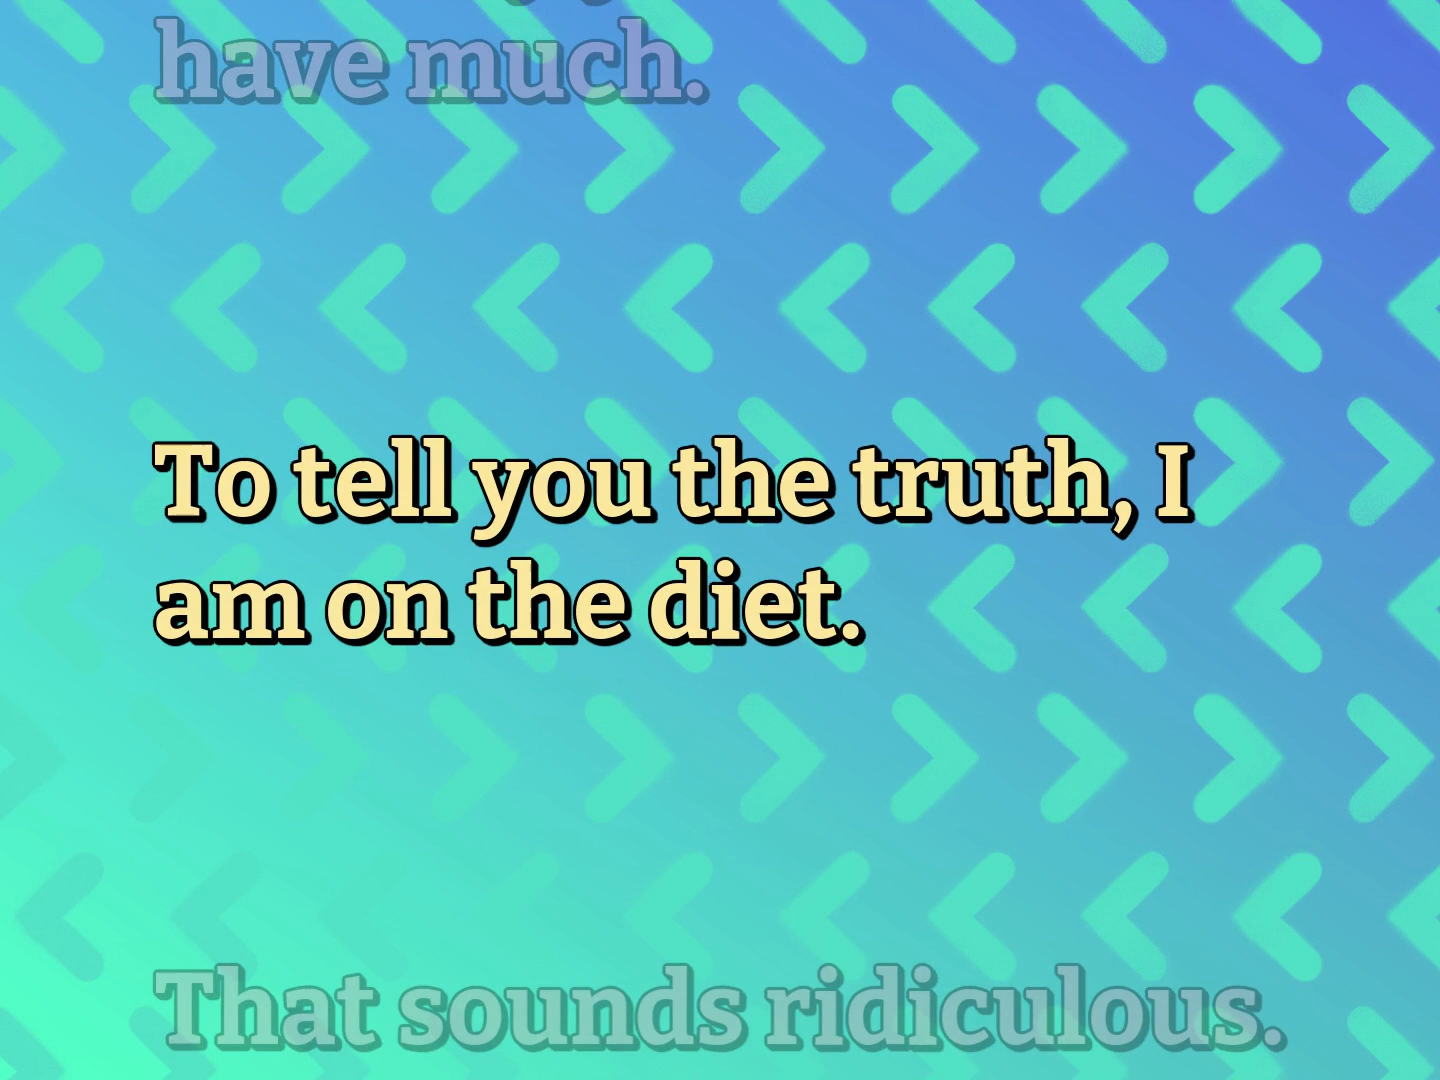 have much.
To tell you the truth, I
am on the diet.
That sounds ridiculous.